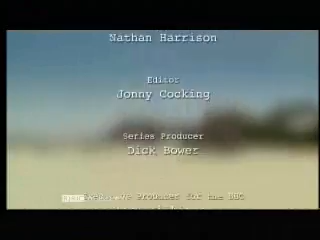 Nathan Harrison
Editor
Jonny Cocking
Series Producer
Dick Bower
Executive Producer for the BBC